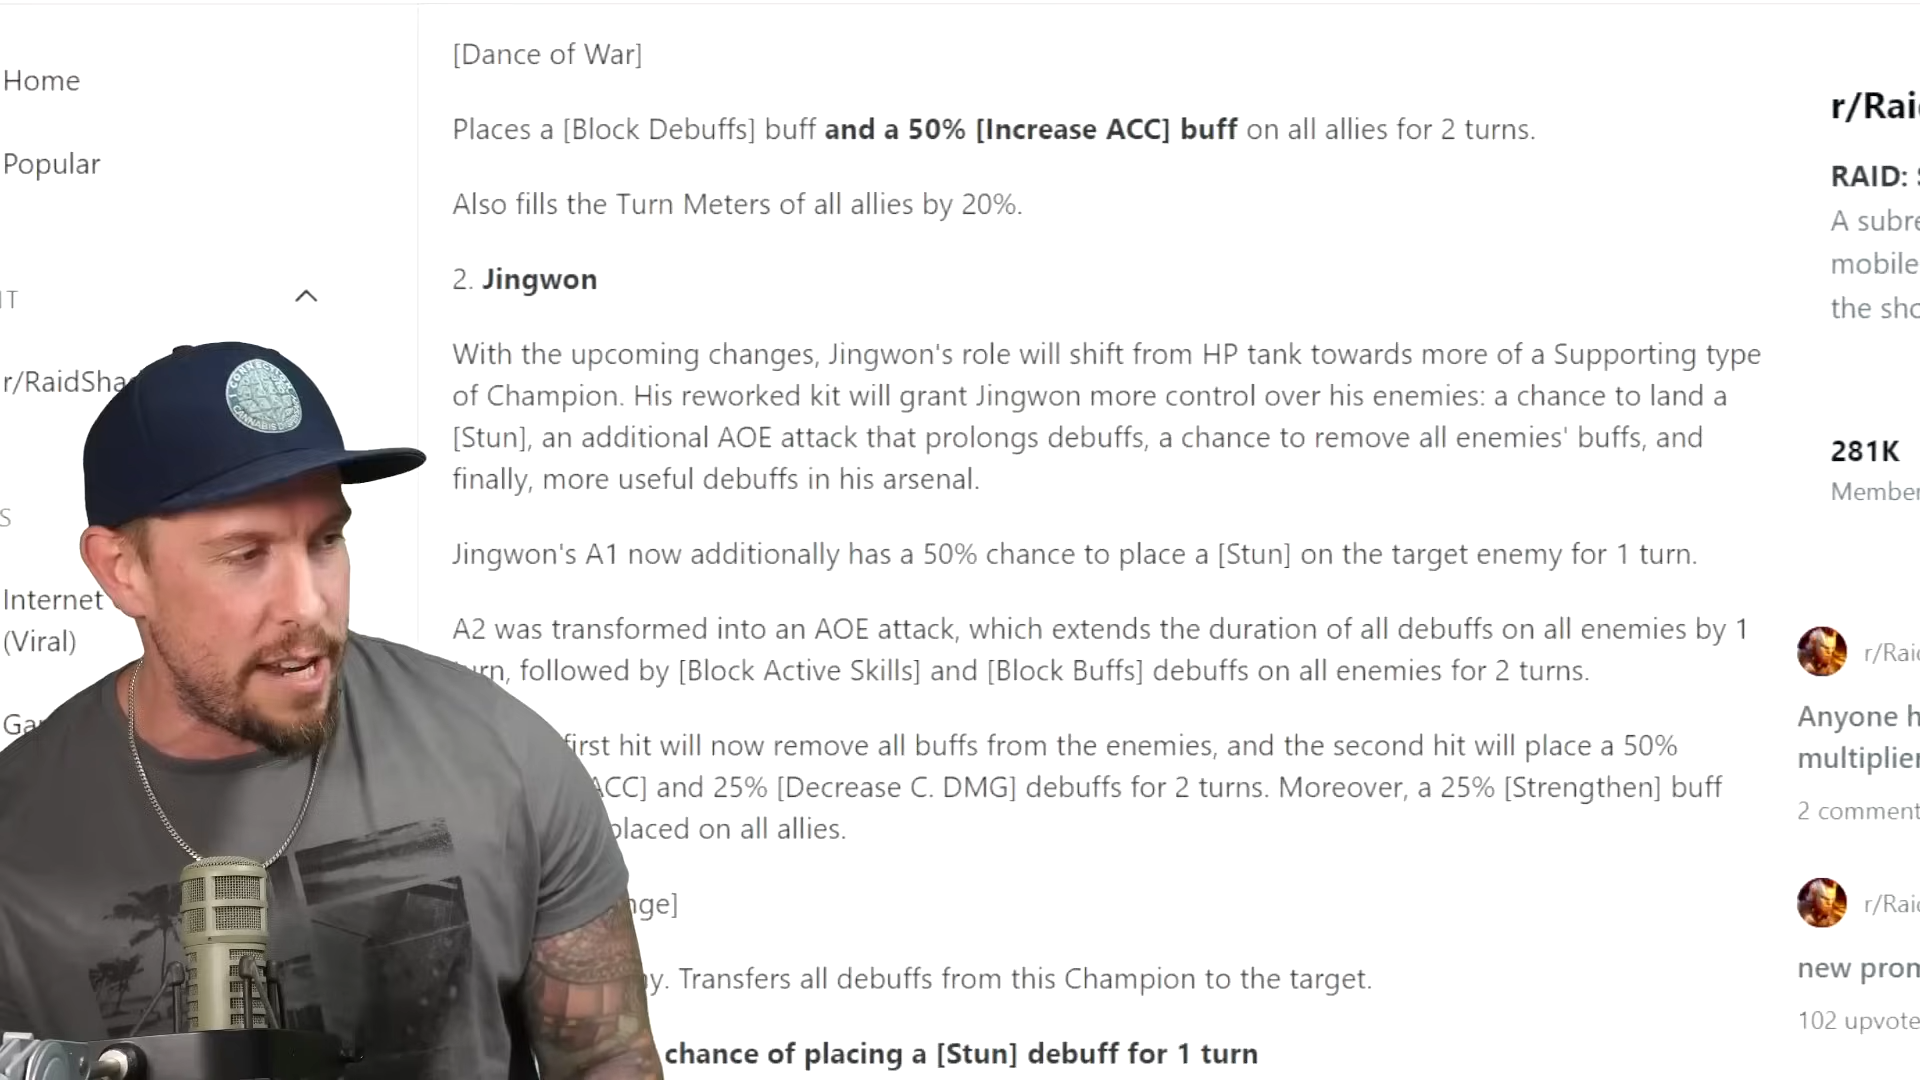 Home
Popular
r/RaidSha
Internet
(Viral)
[Dance of War]
Places a [Block Debuffs] buff and a 50% [Increase ACC] buff on all allies for 2 turns.
Also fills the Turn Meters of all allies by 20%.
2. Jingwon
With the upcoming changes, Jingwon's role will shift from HP tank towards more of a Supporting type
of Champion. His reworked kit will grant Jingwon more control over his enemies: a chance to land a
[Stun], an additional AOE attack that prolongs debuffs, a chance to remove all enemies' buffs, and
finally, more useful debuffs in his arsenal.
Jingwon's A1 now additionally has a 50% chance to place a [Stun] on the target enemy for 1 turn.
A2 was transformed into an AOE attack, which extends the duration of all debuffs on all enemies by 1
followed by [Block Active Skills] and [Block Buffs] debuffs on all enemies for 2 turns.
first hit will now remove all buffs from the enemies, and the second hit will place a 50%
ACC] and 25% [Decrease C. DMG] debuffs for 2 turns. Moreover, a 25% [Strengthen] buff
placed on all allies.
nge]
y. Transfers all debuffs from this Champion to the target.
chance of placing a [Stun] debuff for 1 turn
r/Rai
RAID:
A subre
mobile
the sho
281K
Member
r/Rai
Anyone h
multiplier
2 comment
r/Rai
new prom
102 upvote
CONNECTION
CANNABIS